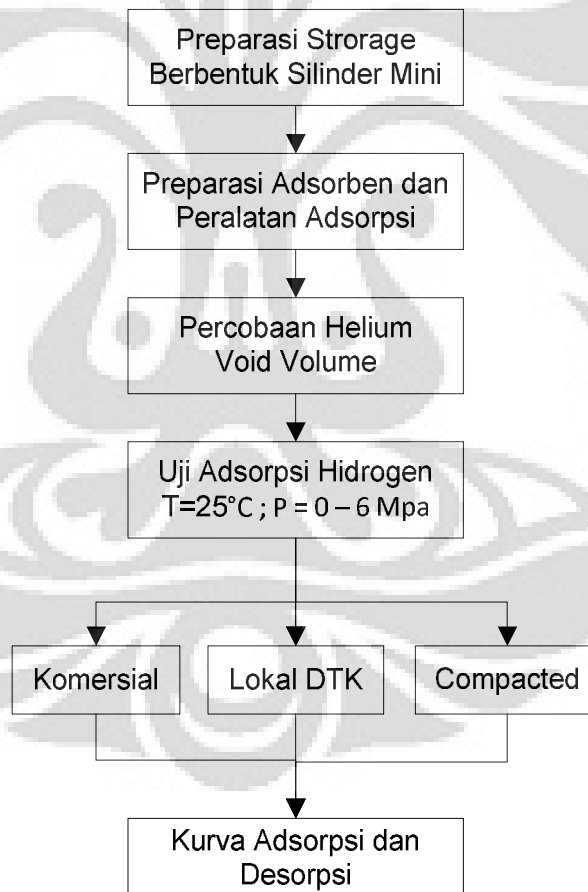 Preparasi Strorage
Berbentuk Silinder Mini
Preparasi Adsorben dan
Peralatan Adsorpsi
Percobaan Helium
Void Volume
Uji Adsorpsi Hidrogen
T=25°C ; P = 0 – 6 Mpa
Komersial
Lokal DTK
Compacted
Kurva Adsorpsi dan
Desorpsi